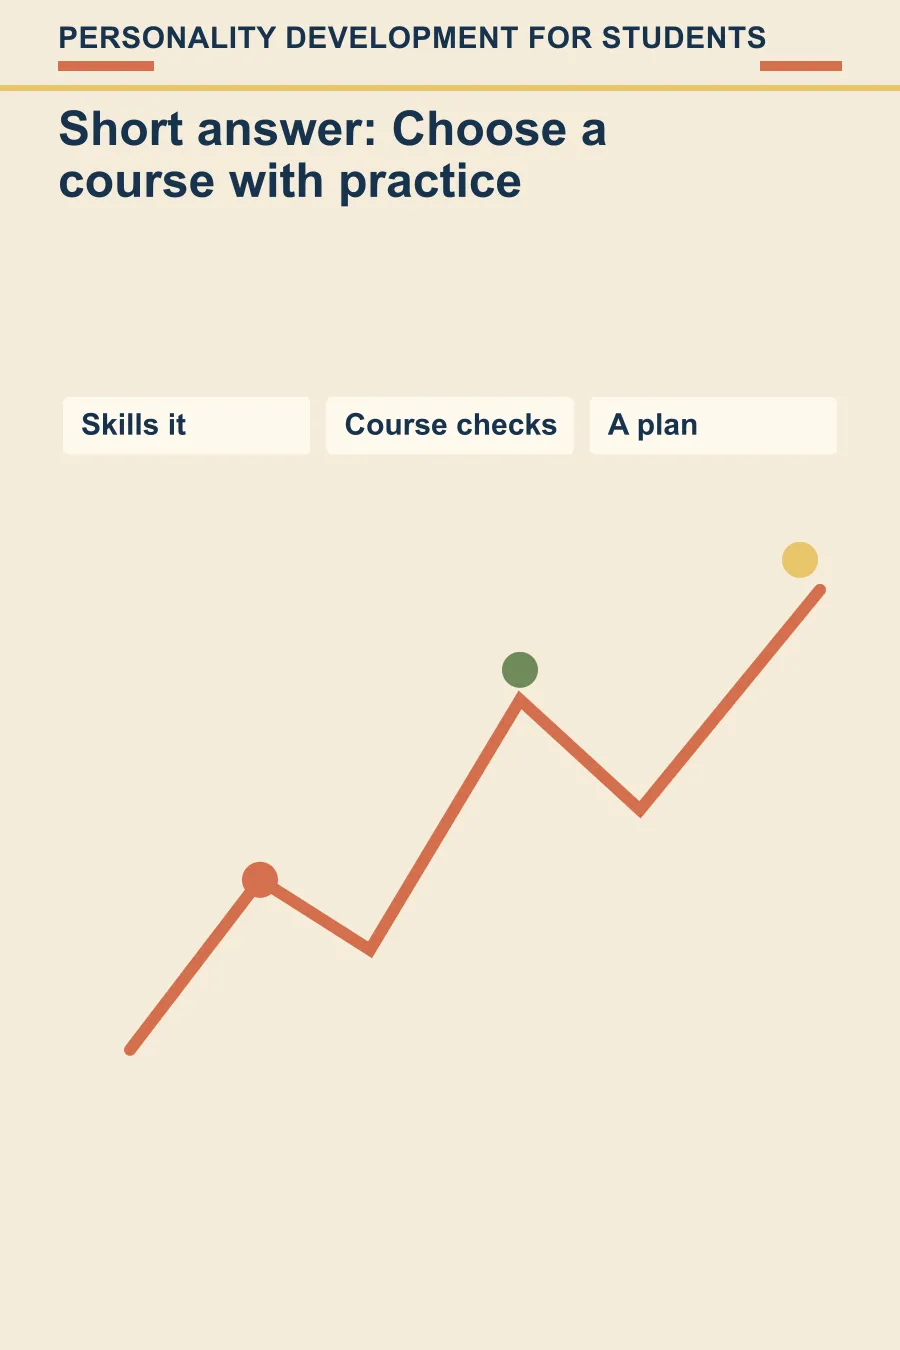 PERSONALITY DEVELOPMENT FOR STUDENTS
Short answer: Choose a
course with practice
Skills it
Course checks
A plan